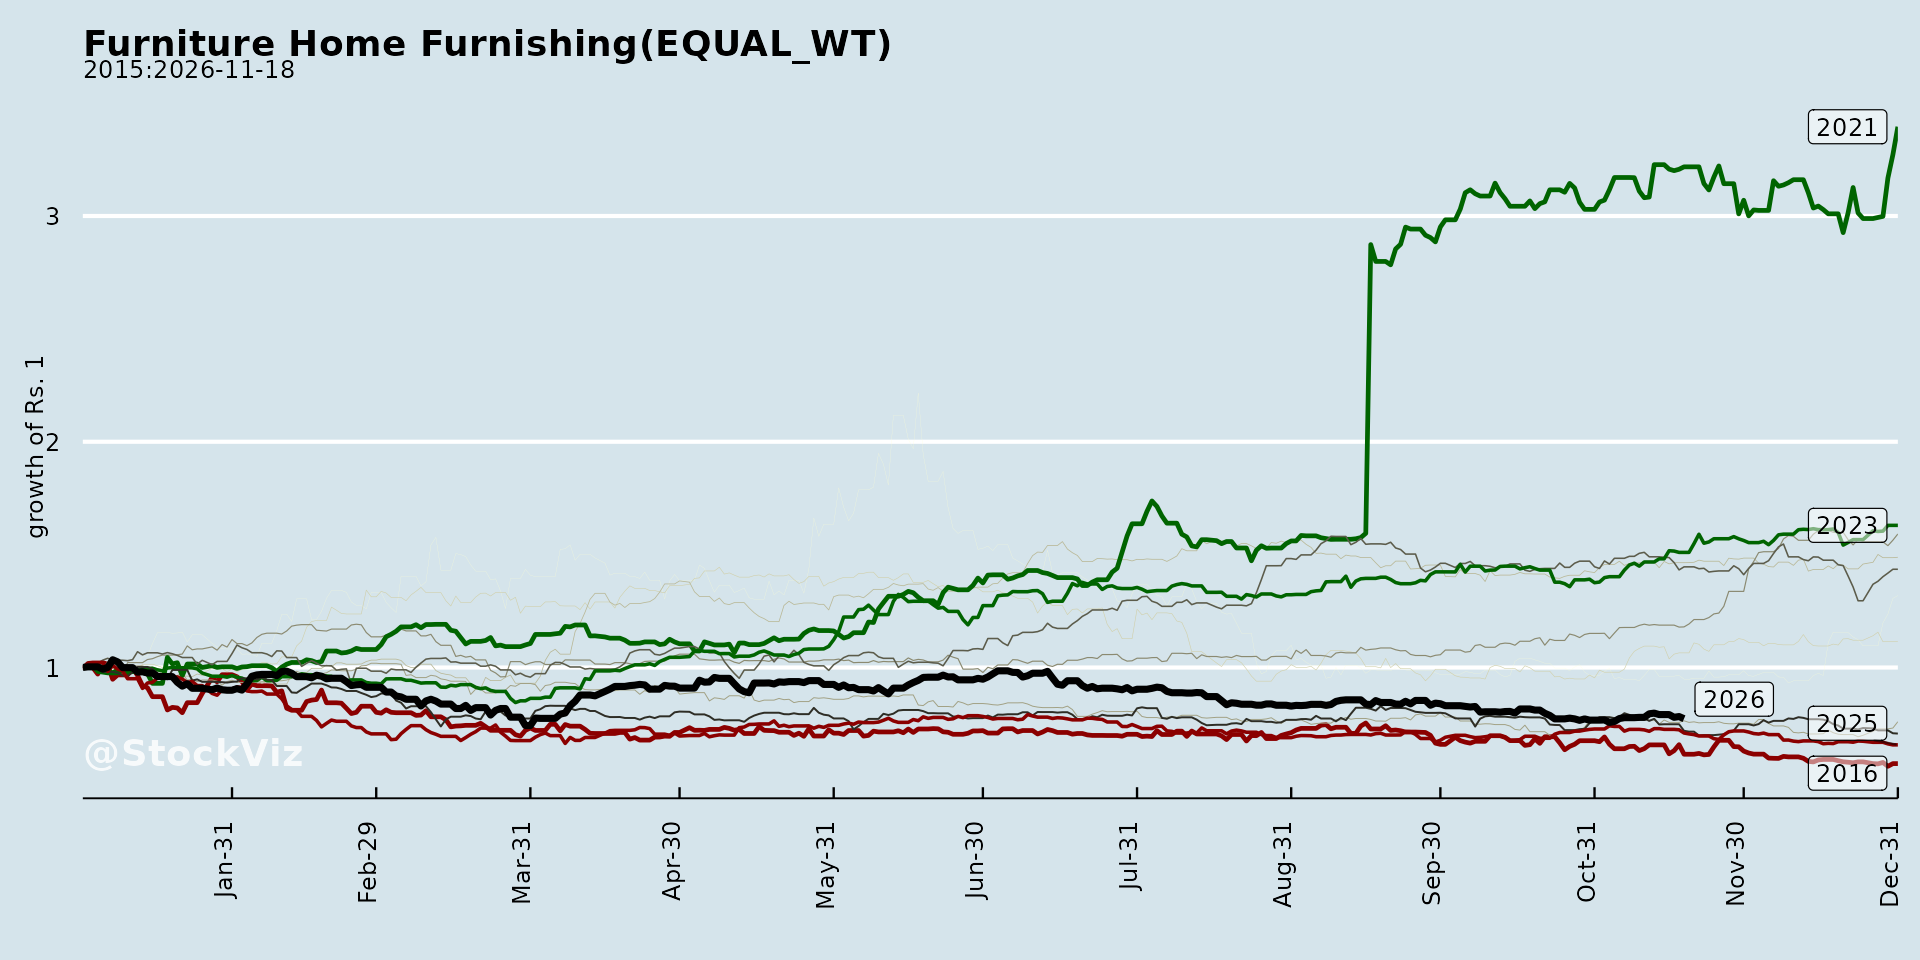 Furniture Home Furnishing(EQUAL_WT)
2015:2026-11-18
growth of Rs. 1
3
2
1
2021
2023
2026
2025
2016
@StockViz
Jan-31
Feb-29
Mar-31
Apr-30
May-31
Jun-30
Jul-31
Aug-31
Sep-30
Oct-31
Nov-30
Dec-31